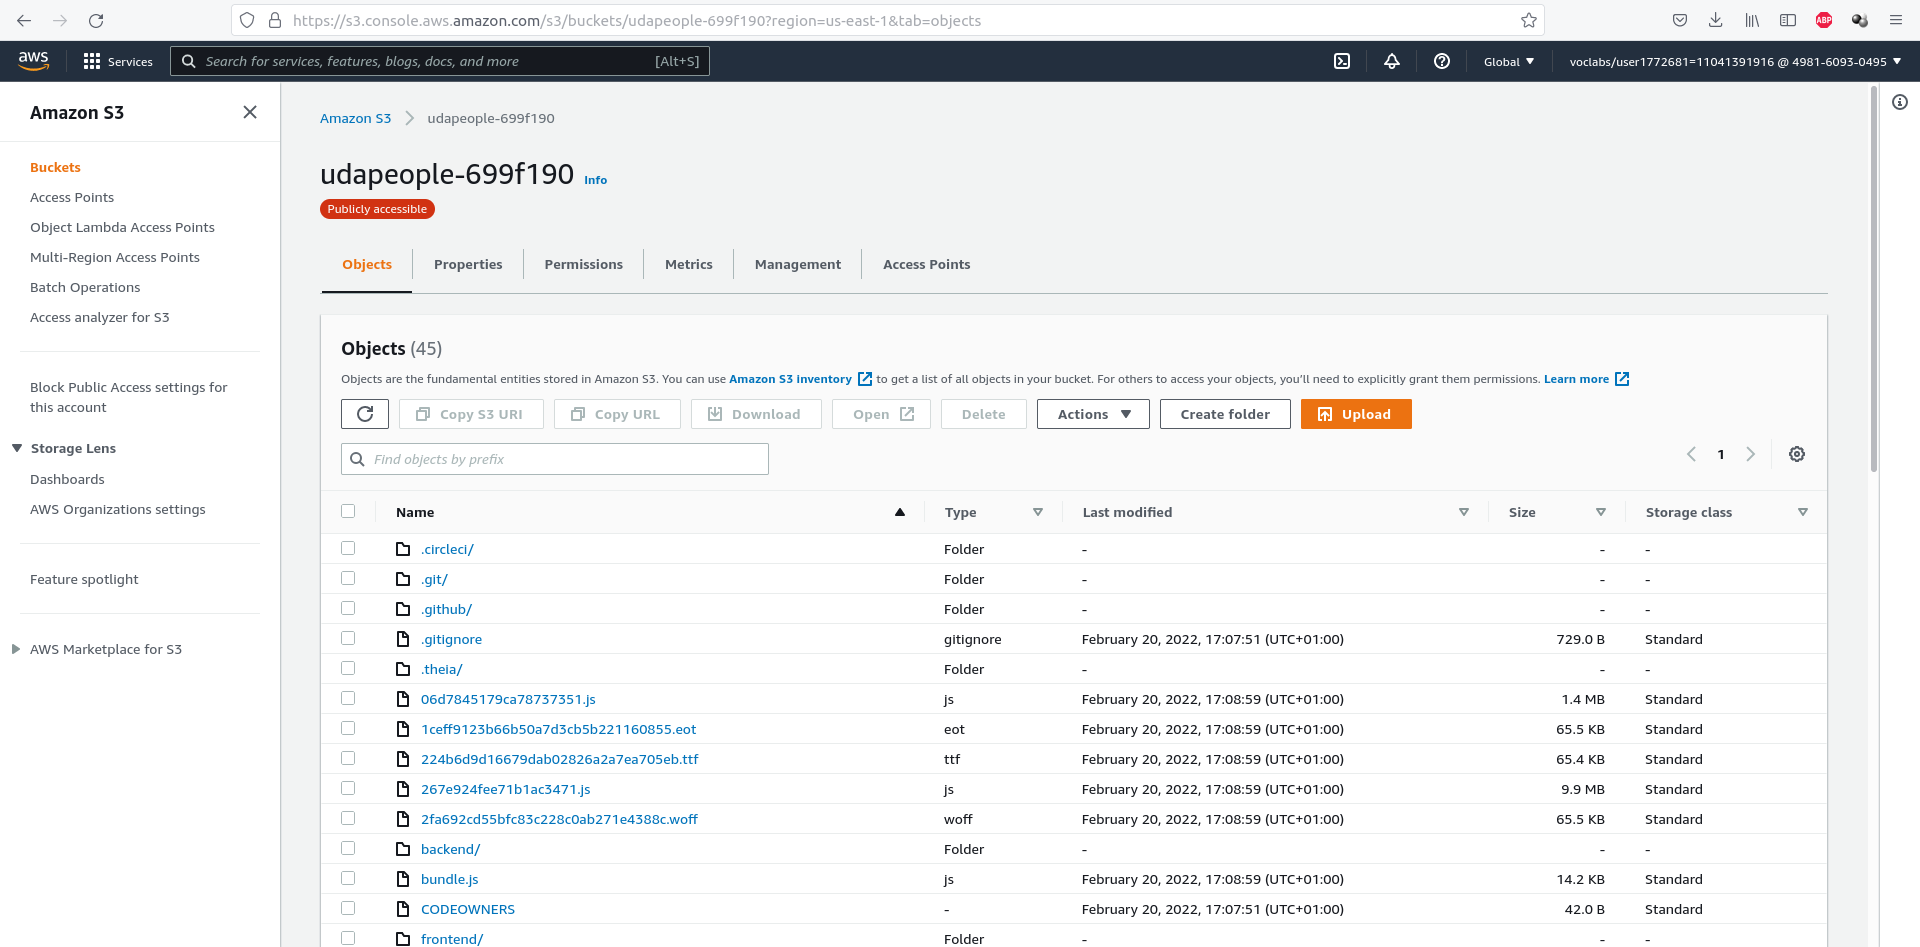 https://s3.console.aws.amazon.com/s3/buckets/udapeople-699f190?region=us-east-1&tab=objects
ABP
aws
Services
Search for services, features, blogs, docs, and more [Alt+S]
Global
voclabs/user1772681=11041391916 @ 4981-6093-0495
Amazon S3
Buckets
Access Points
Object Lambda Access Points
Multi-Region Access Points
Batch Operations
Access analyzer for S3
Block Public Access settings for
this account
Storage Lens
Dashboards
AWS Organizations settings
Feature spotlight
AWS Marketplace for S3
Amazon S3 udapeople-699f190
udapeople-699f190 Info
Publicly accessible
Objects Properties Permissions Metrics Management Access Points
Objects (45)
Objects are the fundamental entities stored in Amazon S3. You can use Amazon S3 inventory to get a list of all objects in your bucket. For others to access your objects, you'll need to explicitly grant them permissions. Learn more
Copy S3 URI Copy URL Download Open Delete Actions Create folder Upload
Find objects by prefix
1
Name Type Last modified Size Storage class
.circleci/ Folder - - -
.git/ Folder - - -
.github/ Folder - - -
.gitignore gitignore February 20, 2022, 17:07:51 (UTC+01:00) 729.0 B Standard
.theia/ Folder - - -
06d7845179ca78737351.js js February 20, 2022, 17:08:59 (UTC+01:00) 1.4 MB Standard
1ceff9123b66b50a7d3cb5b221160855.eot eot February 20, 2022, 17:08:59 (UTC+01:00) 65.5 KB Standard
224b6d9d16679dab02826a2a7ea705eb.ttf ttf February 20, 2022, 17:08:59 (UTC+01:00) 65.4 KB Standard
267e924fee71b1ac3471.js js February 20, 2022, 17:08:59 (UTC+01:00) 9.9 MB Standard
2fa692cd55bfc83c228c0ab271e4388c.woff woff February 20, 2022, 17:08:59 (UTC+01:00) 65.5 KB Standard
backend/ Folder - - -
bundle.js js February 20, 2022, 17:08:59 (UTC+01:00) 14.2 KB Standard
CODEOWNERS - February 20, 2022, 17:07:51 (UTC+01:00) 42.0 B Standard
frontend/ Folder - - -